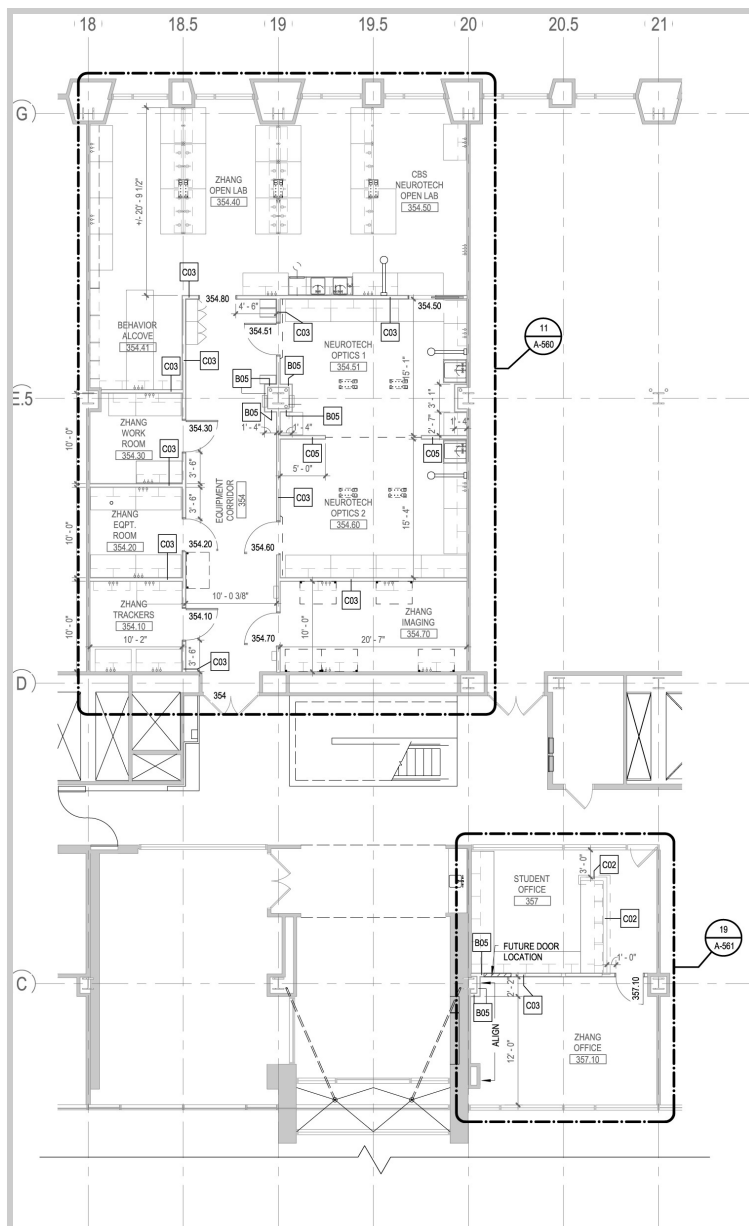 18 18.5 19 19.5 20 20.5 21
G
+/- 20' - 9 1/2"
ZHANG
OPEN LAB
354.40
CBS
NEUROTECH
OPEN LAB
354.50
C03
354.80
354.50
4' - 6"
C03
C03
354.51
BEHAVIOR
ALCOVE
354.41
C03
C03
NEUROTECH
OPTICS 1
354.51
15' - 1"
11
A-560
B05
B05
3' - 1"
E.5
B05
B05
1' - 4"
1' - 4"
2' - 7"
1' - 4"
10' - 0"
ZHANG
WORK
ROOM
354.30
354.30
C03
3' - 6"
C05
C05
5' - 0"
EQUIPMENT
CORRIDOR
354
3' - 6"
C03
NEUROTECH
OPTICS 2
354.60
15' - 4"
10' - 0"
ZHANG
EQPT.
ROOM
354.20
C03
354.20
354.60
10' - 0 3/8"
C03
10' - 0"
ZHANG
TRACKERS
354.10
10' - 2"
354.10
354.70
3' - 6"
C03
10' - 0"
ZHANG
IMAGING
354.70
20' - 7"
D
354
3' - 0"
C02
STUDENT
OFFICE
357
C02
19
A-561
B05
FUTURE DOOR
LOCATION
1' - 0"
C
2' - 2"
C03
B05
357.10
ALIGN
12' - 0"
ZHANG
OFFICE
357.10